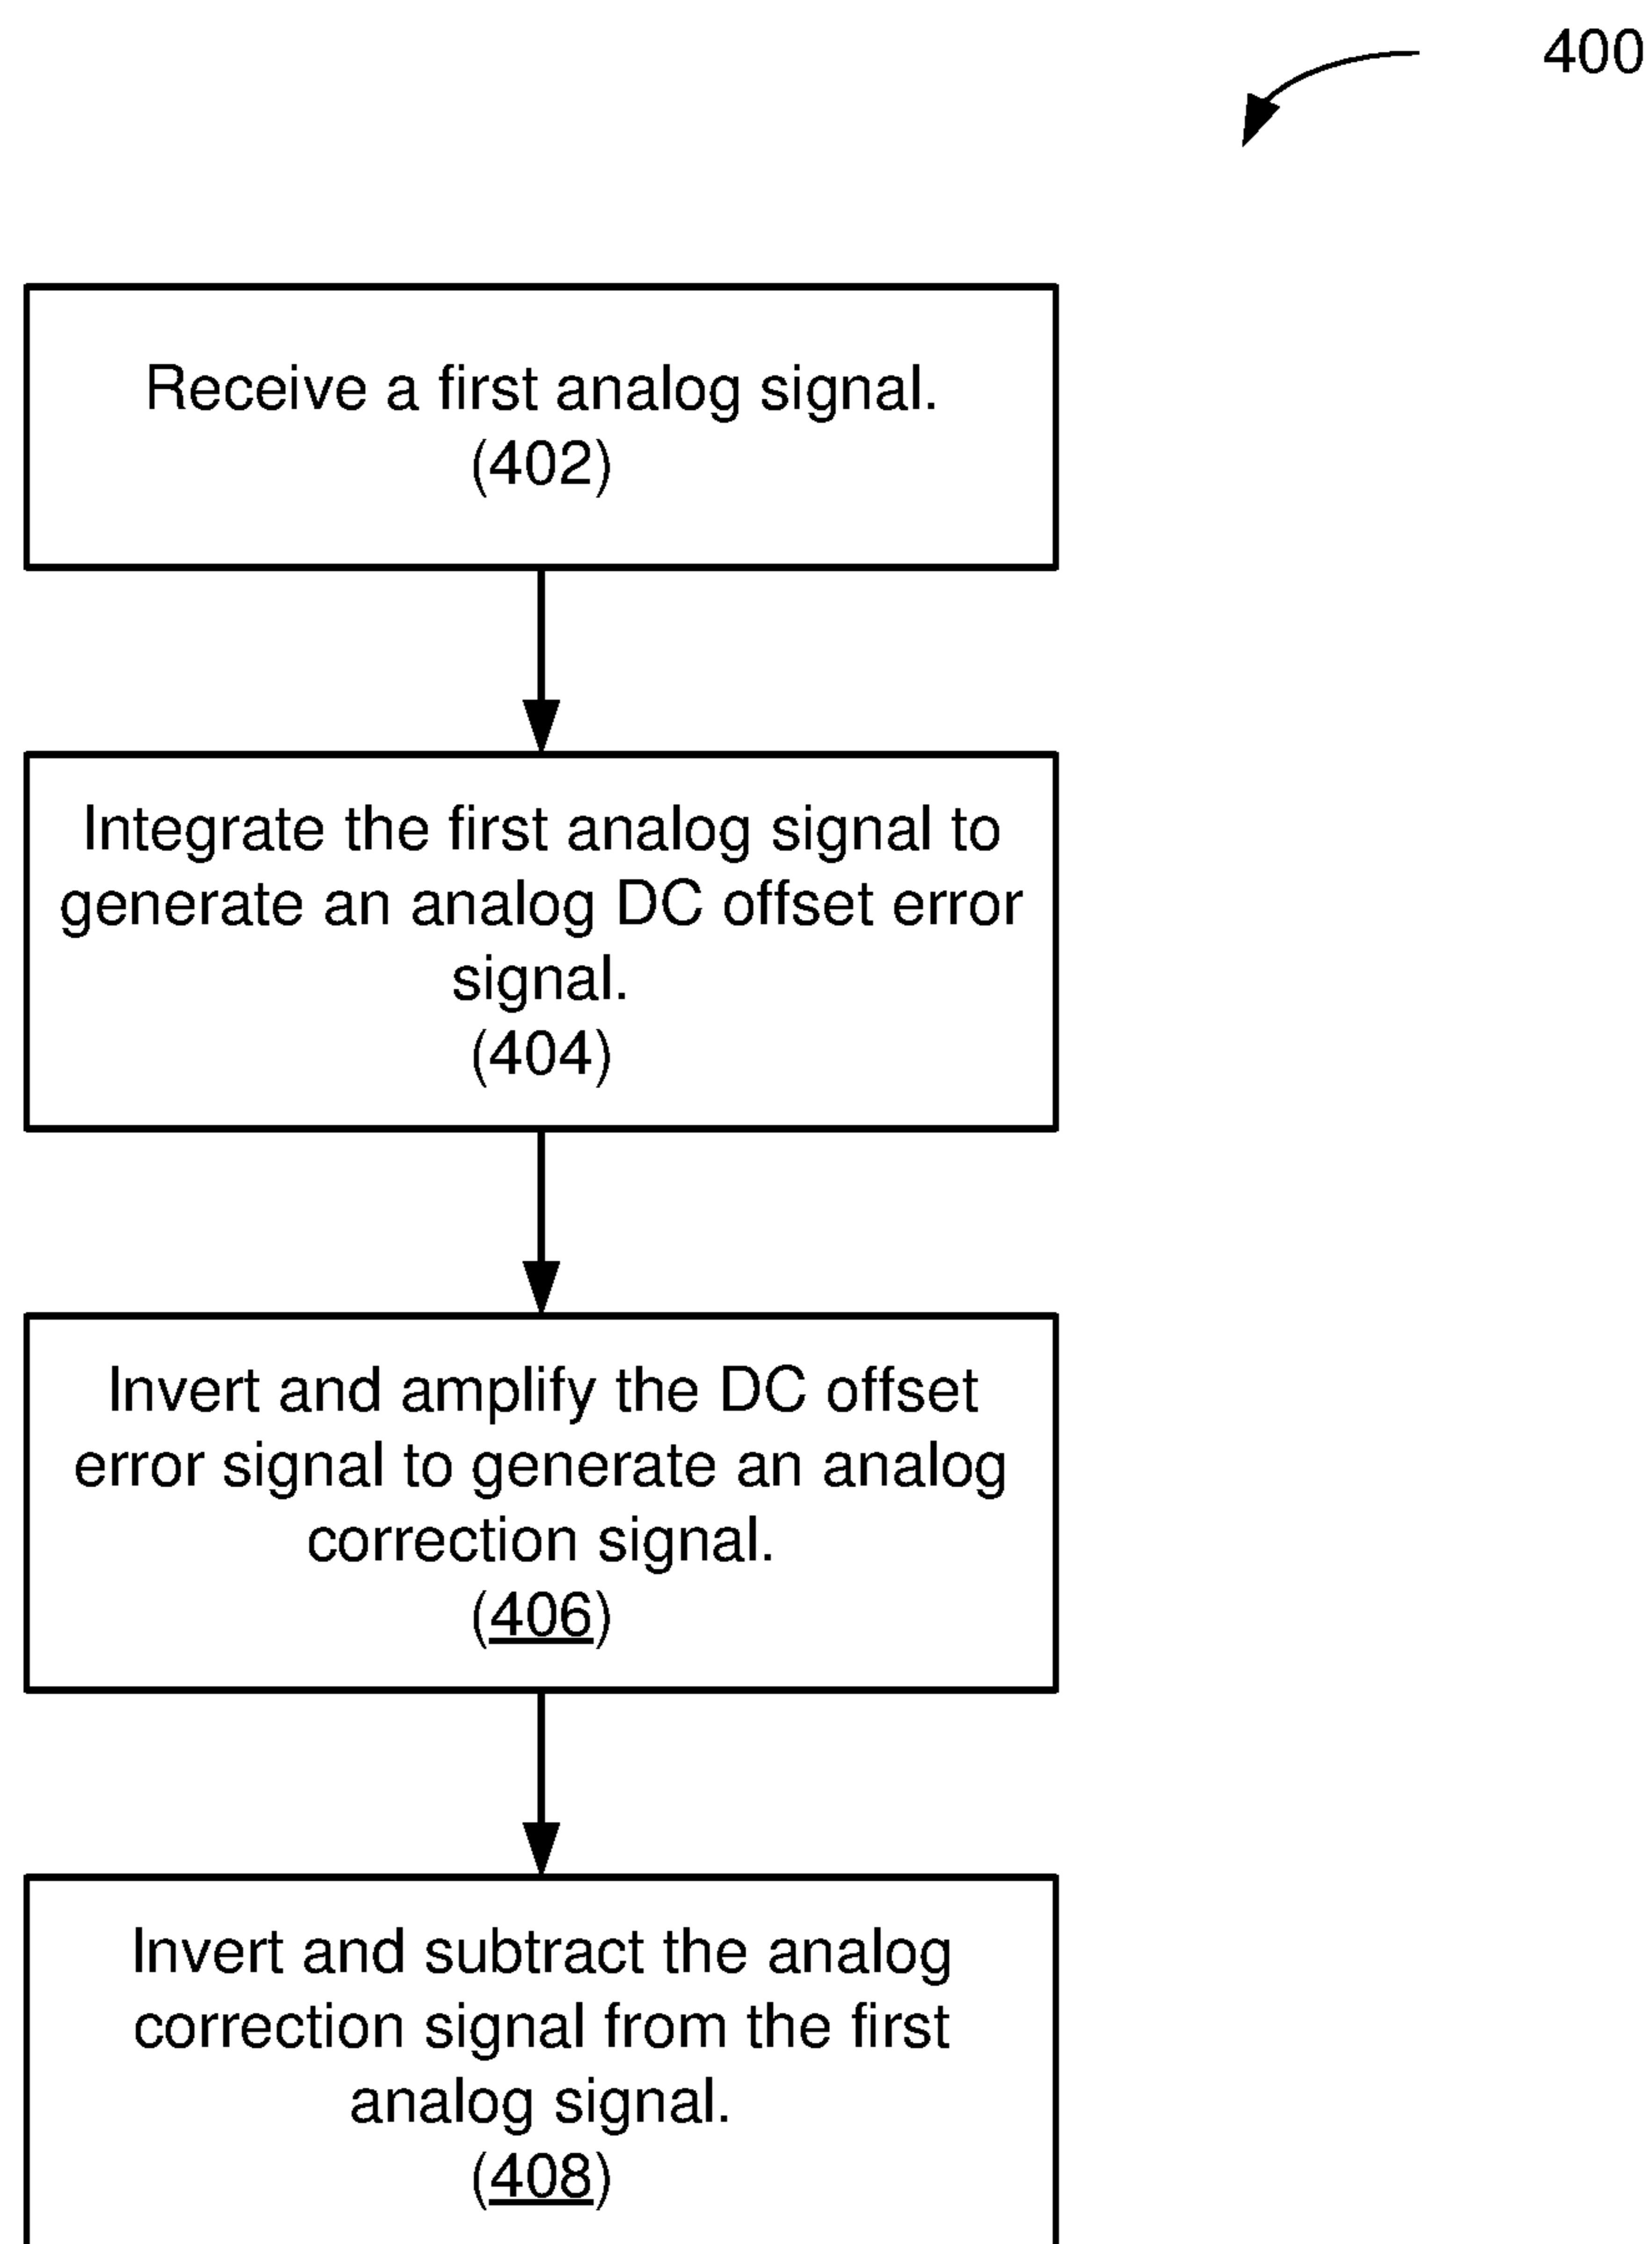 400
Receive a first analog signal.
(402)
Integrate the first analog signal to
generate an analog DC offset error
signal.
(404)
Invert and amplify the DC offset
error signal to generate an analog
correction signal.
(406)
Invert and subtract the analog
correction signal from the first
analog signal.
(408)